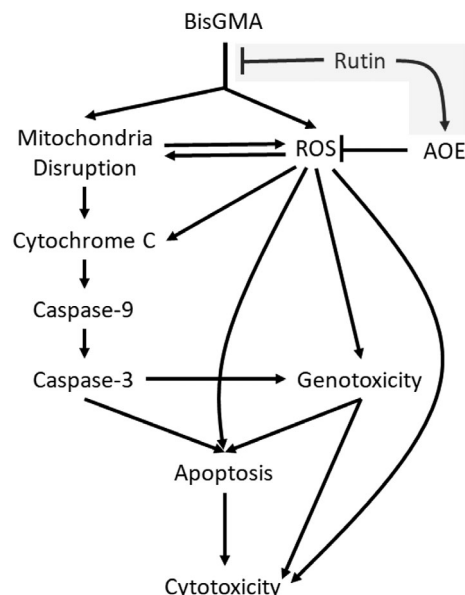 BisGMA
Rutin
Mitochondria
Disruption
ROS
AOE
Cytochrome C
Caspase-9
Caspase-3
Genotoxicity
Apoptosis
Cytotoxicity